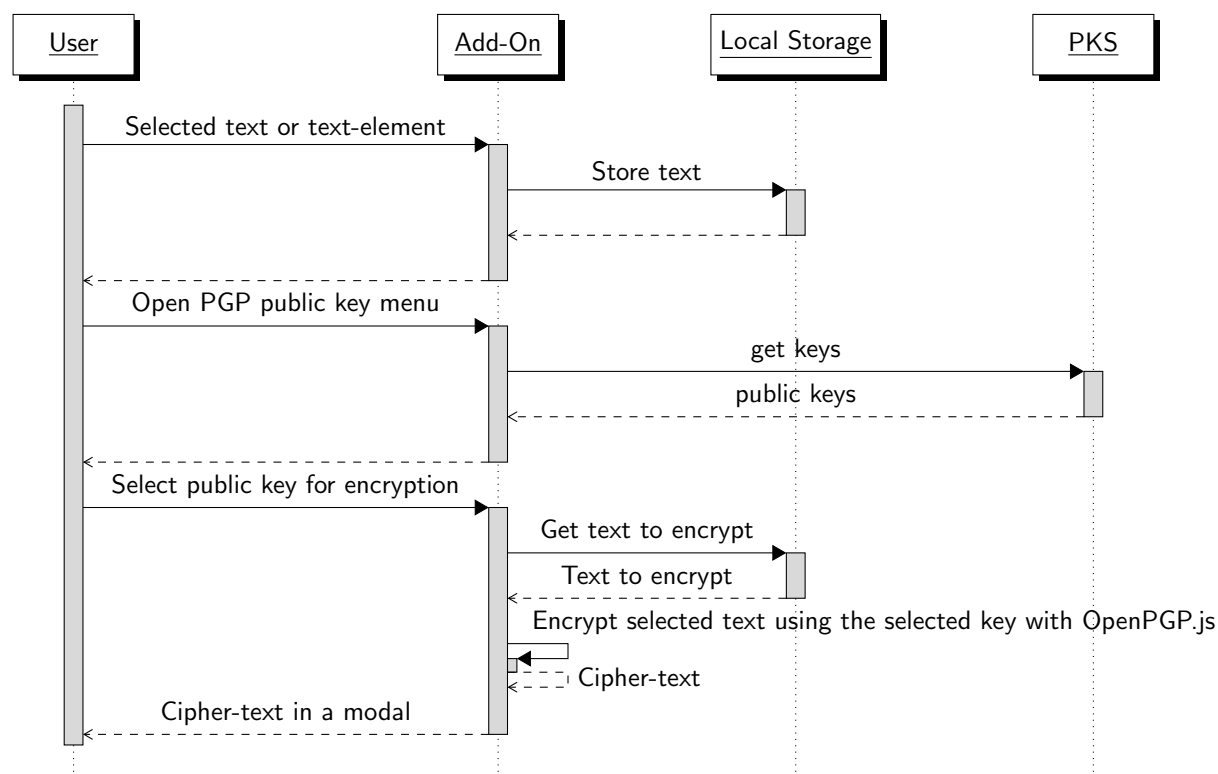 User
Add-On
Local Storage
PKS
Selected text or text-element
Store text
Open PGP public key menu
get keys
public keys
Select public key for encryption
Get text to encrypt
Text to encrypt
Encrypt selected text using the selected key with OpenPGP.js
Cipher-text
Cipher-text in a modal